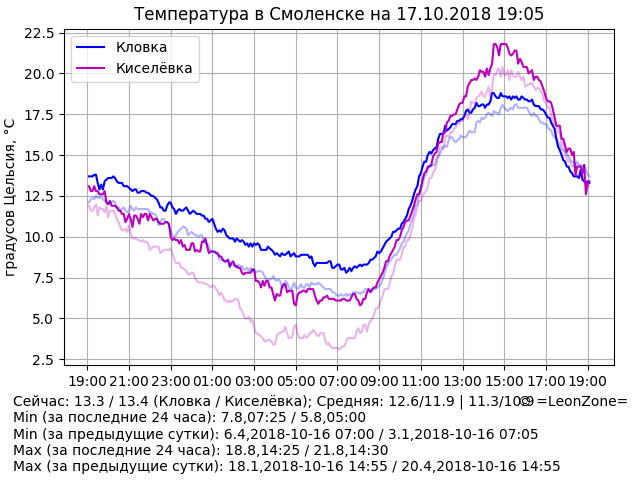 Температура в Смоленске на 17.10.2018 19:05
градусов Цельсия, °C
22.5
20.0
17.5
15.0
12.5
10.0
7.5
5.0
2.5
Кловка
Киселёвка
19:00 21:00 23:00 01:00 03:00 05:00 07:00 09:00 11:00 13:00 15:00 17:00 19:00
Сейчас: 13.3 / 13.4 (Кловка / Киселёвка); Средняя: 12.6/11.9 | 11.3/10.9
© =LeonZone=
Min (за последние 24 часа): 7.8,07:25 / 5.8,05:00
Min (за предыдущие сутки): 6.4,2018-10-16 07:00 / 3.1,2018-10-16 07:05
Max (за последние 24 часа): 18.8,14:25 / 21.8,14:30
Max (за предыдущие сутки): 18.1,2018-10-16 14:55 / 20.4,2018-10-16 14:55